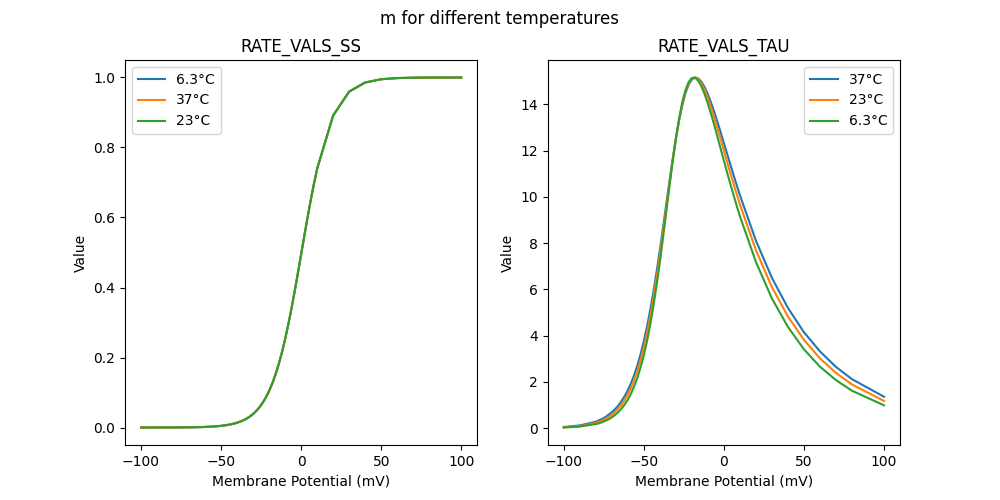 m for different temperatures
RATE_VALS_SS
1.0
0.8
0.6
0.4
0.2
0.0
Value
6.3°C
37°C
23°C
−100
−50
0
50
100
Membrane Potential (mV)
RATE_VALS_TAU
14
12
10
8
6
4
2
0
Value
37°C
23°C
6.3°C
−100
−50
0
50
100
Membrane Potential (mV)